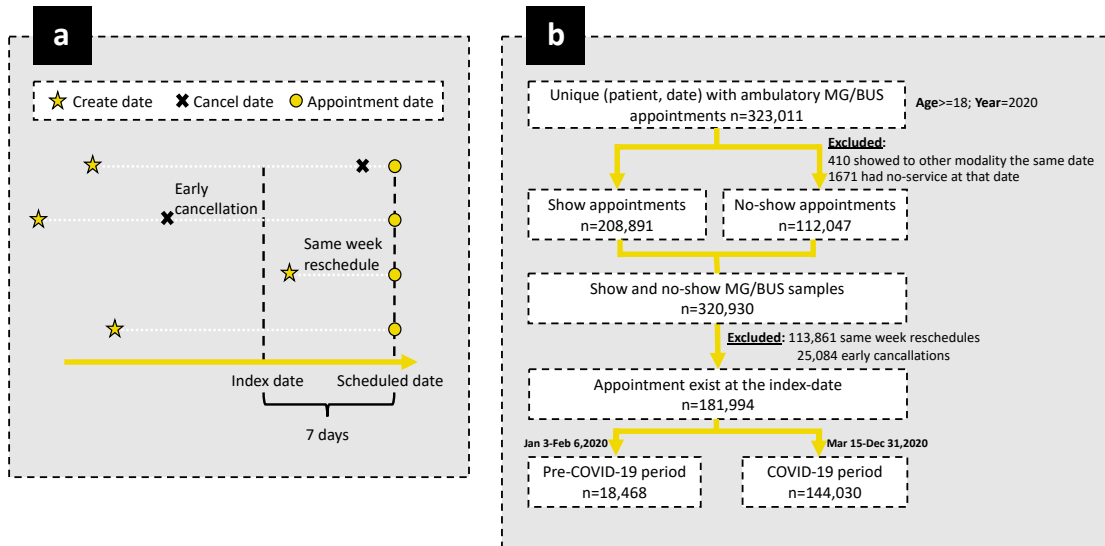 a
Create date
Cancel date
Appointment date
Early
cancellation
Same week
reschedule
Index date
Scheduled date
7 days
b
Unique (patient, date) with ambulatory MG/BUS
appointments n=323,011
Age>=18; Year=2020
Excluded:
410 showed to other modality the same date
1671 had no-service at that date
Show appointments
n=208,891
No-show appointments
n=112,047
Show and no-show MG/BUS samples
n=320,930
Excluded: 113,861 same week reschedules
25,084 early cancallations
Appointment exist at the index-date
n=181,994
Jan 3-Feb 6,2020
Mar 15-Dec 31,2020
Pre-COVID-19 period
n=18,468
COVID-19 period
n=144,030